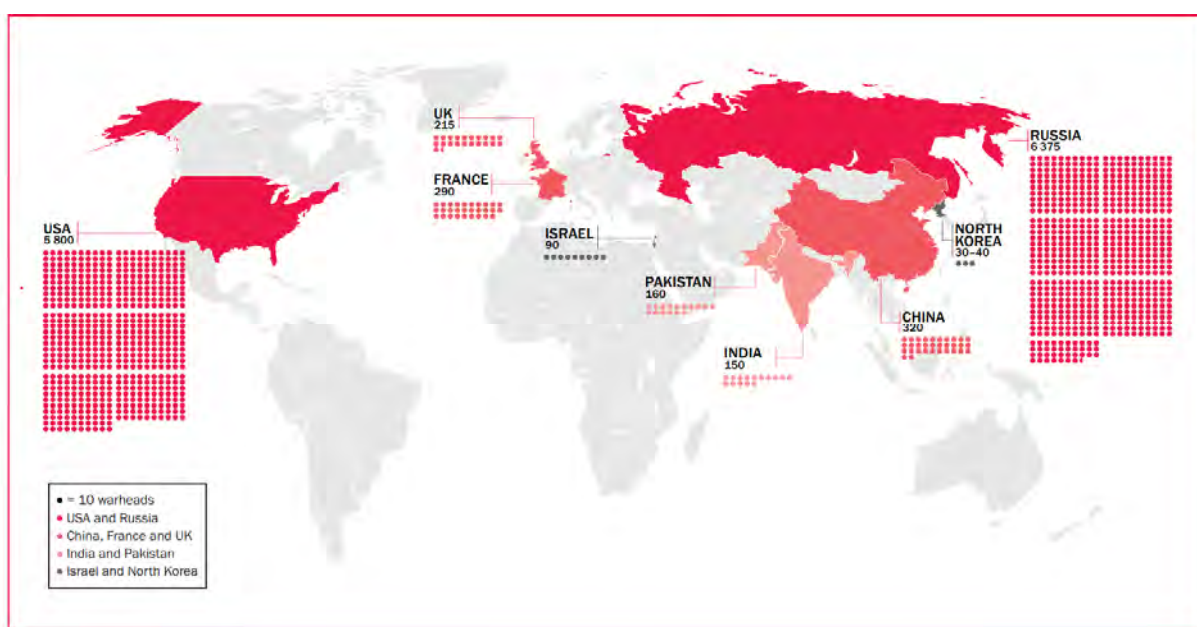 UK
215
FRANCE
290
USA
5 800
ISRAEL
90
PAKISTAN
160
INDIA
150
CHINA
320
NORTH
KOREA
30–40
RUSSIA
6 375
• = 10 warheads
• USA and Russia
• China, France and UK
• India and Pakistan
• Israel and North Korea